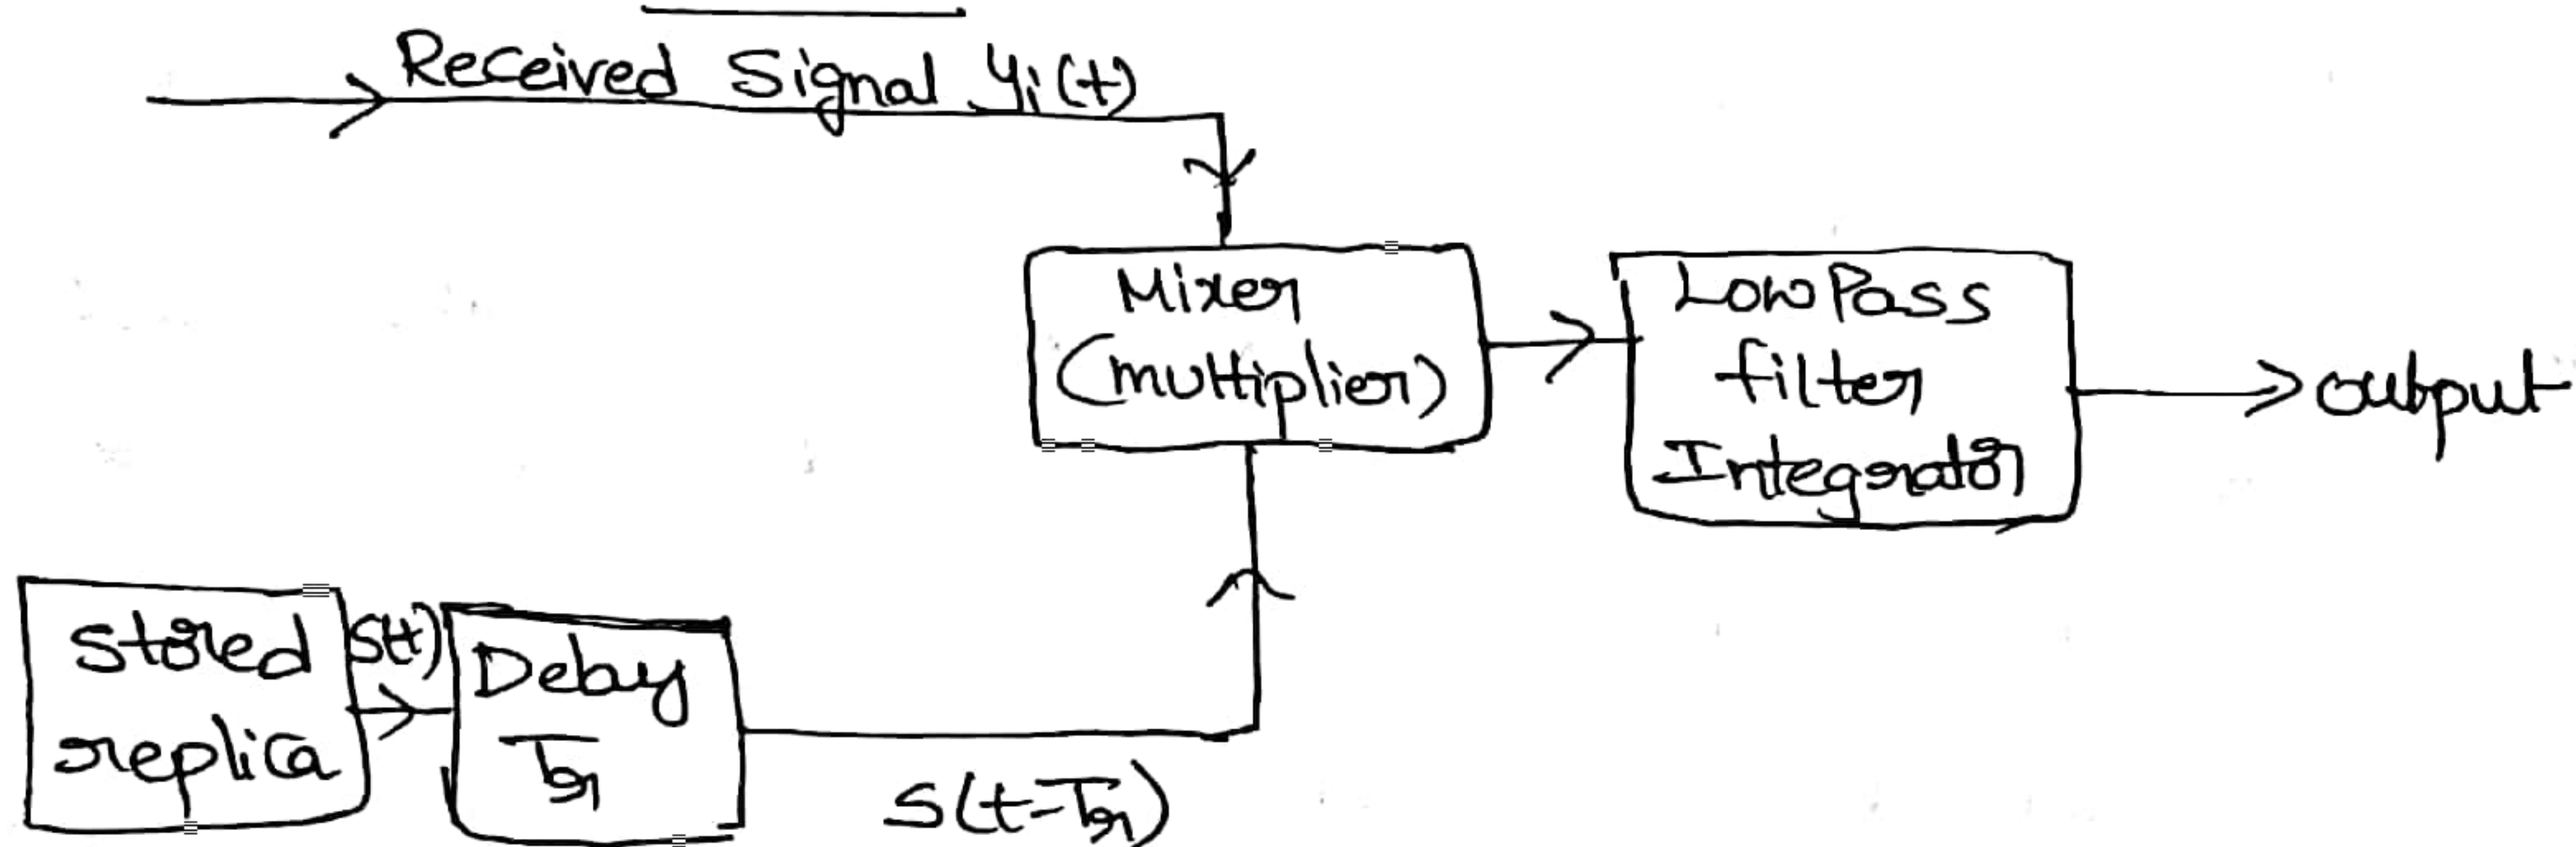 Received Signal yi(t)
Mixer
(multiplier)
Low Pass
filter
Integrator
output
stored
replica
S(t)
Delay
Tr
S(t-Tr)